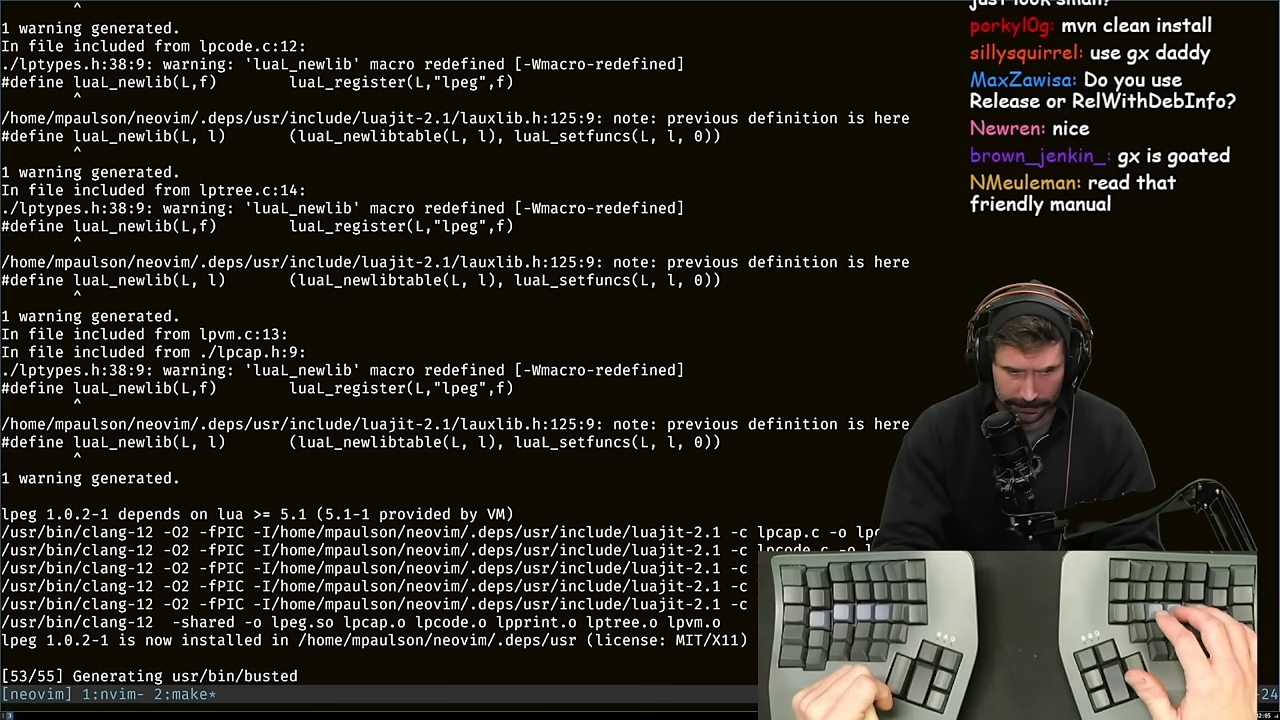 ^
1 warning generated.
In file included from lpcode.c:12:
./lptypes.h:38:9: warning: 'luaL_newlib' macro redefined [-Wmacro-redefined]
#define luaL_newlib(L,f)        luaL_register(L,"lpeg",f)
^
/home/mpaulson/neovim/.deps/usr/include/luajit-2.1/lauxlib.h:125:9: note: previous definition is here
#define luaL_newlib(L, l)       (luaL_newlibtable(L, l), luaL_setfuncs(L, l, 0))
^
1 warning generated.
In file included from lptree.c:14:
./lptypes.h:38:9: warning: 'luaL_newlib' macro redefined [-Wmacro-redefined]
#define luaL_newlib(L,f)        luaL_register(L,"lpeg",f)
^
/home/mpaulson/neovim/.deps/usr/include/luajit-2.1/lauxlib.h:125:9: note: previous definition is here
#define luaL_newlib(L, l)       (luaL_newlibtable(L, l), luaL_setfuncs(L, l, 0))
^
1 warning generated.
In file included from lpvm.c:13:
In file included from ./lpcap.h:9:
./lptypes.h:38:9: warning: 'luaL_newlib' macro redefined [-Wmacro-redefined]
#define luaL_newlib(L,f)        luaL_register(L,"lpeg",f)
^
/home/mpaulson/neovim/.deps/usr/include/luajit-2.1/lauxlib.h:125:9: note: previous definition is here
#define luaL_newlib(L, l)       (luaL_newlibtable(L, l), luaL_setfuncs(L, l, 0))
^
1 warning generated.
lpeg 1.0.2-1 depends on lua >= 5.1 (5.1-1 provided by VM)
/usr/bin/clang-12 -O2 -fPIC -I/home/mpaulson/neovim/.deps/usr/include/luajit-2.1 -c lpcap.c -o lpc
/usr/bin/clang-12 -O2 -fPIC -I/home/mpaulson/neovim/.deps/usr/include/luajit-2.1 -c lpcode.c -o l
/usr/bin/clang-12 -O2 -fPIC -I/home/mpaulson/neovim/.deps/usr/include/luajit-2.1 -c
/usr/bin/clang-12 -O2 -fPIC -I/home/mpaulson/neovim/.deps/usr/include/luajit-2.1 -c
/usr/bin/clang-12 -O2 -fPIC -I/home/mpaulson/neovim/.deps/usr/include/luajit-2.1 -c
/usr/bin/clang-12  -shared -o lpeg.so lpcap.o lpcode.o lpprint.o lptree.o lpvm.o
lpeg 1.0.2-1 is now installed in /home/mpaulson/neovim/.deps/usr (license: MIT/X11)
[53/55] Generating usr/bin/busted
[neovim] 1:nvim- 2:make*
-24
just look small?
porkyl0g: mvn clean install
sillysquirrel: use gx daddy
MaxZawisa: Do you use
Release or RelWithDebInfo?
Newren: nice
brown_jenkin_: gx is goated
NMeuleman: read that
friendly manual